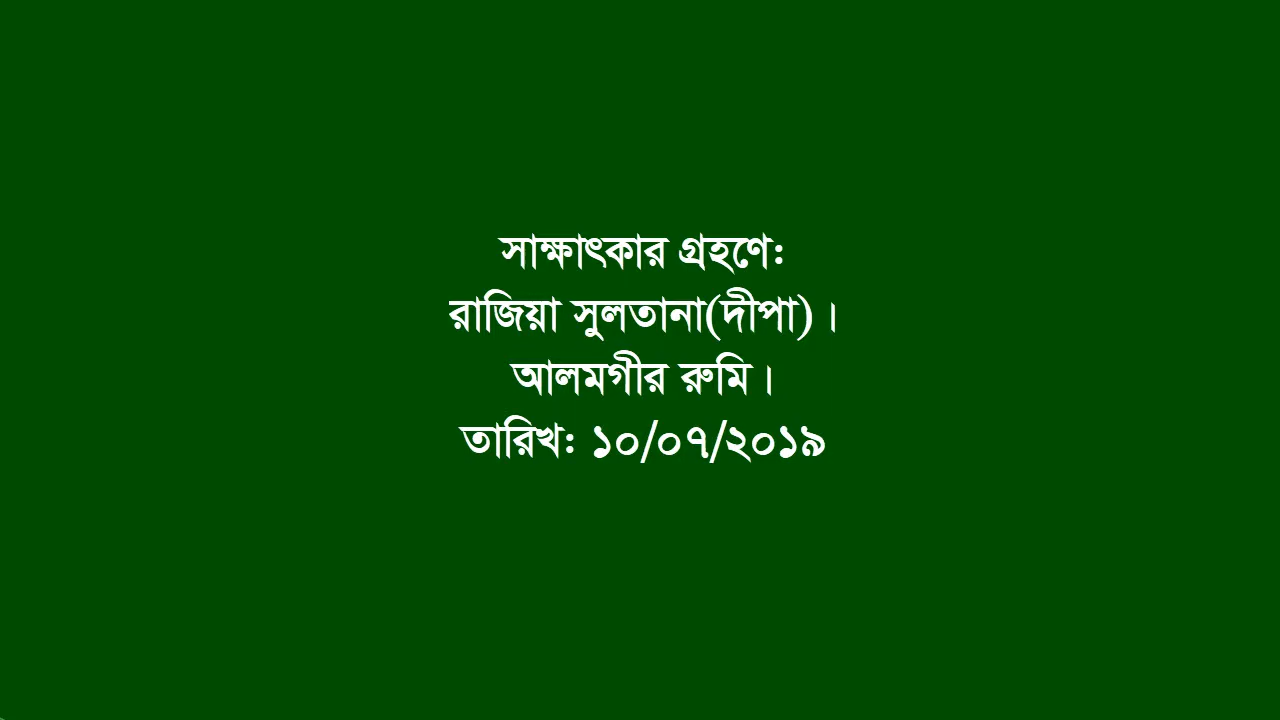 সাক্ষাৎকার গ্রহণে:
রাজিয়া সুলতানা(দীপা)।
আলমগীর রুমি।
তারিখ: ১০/০৭/২০১৯